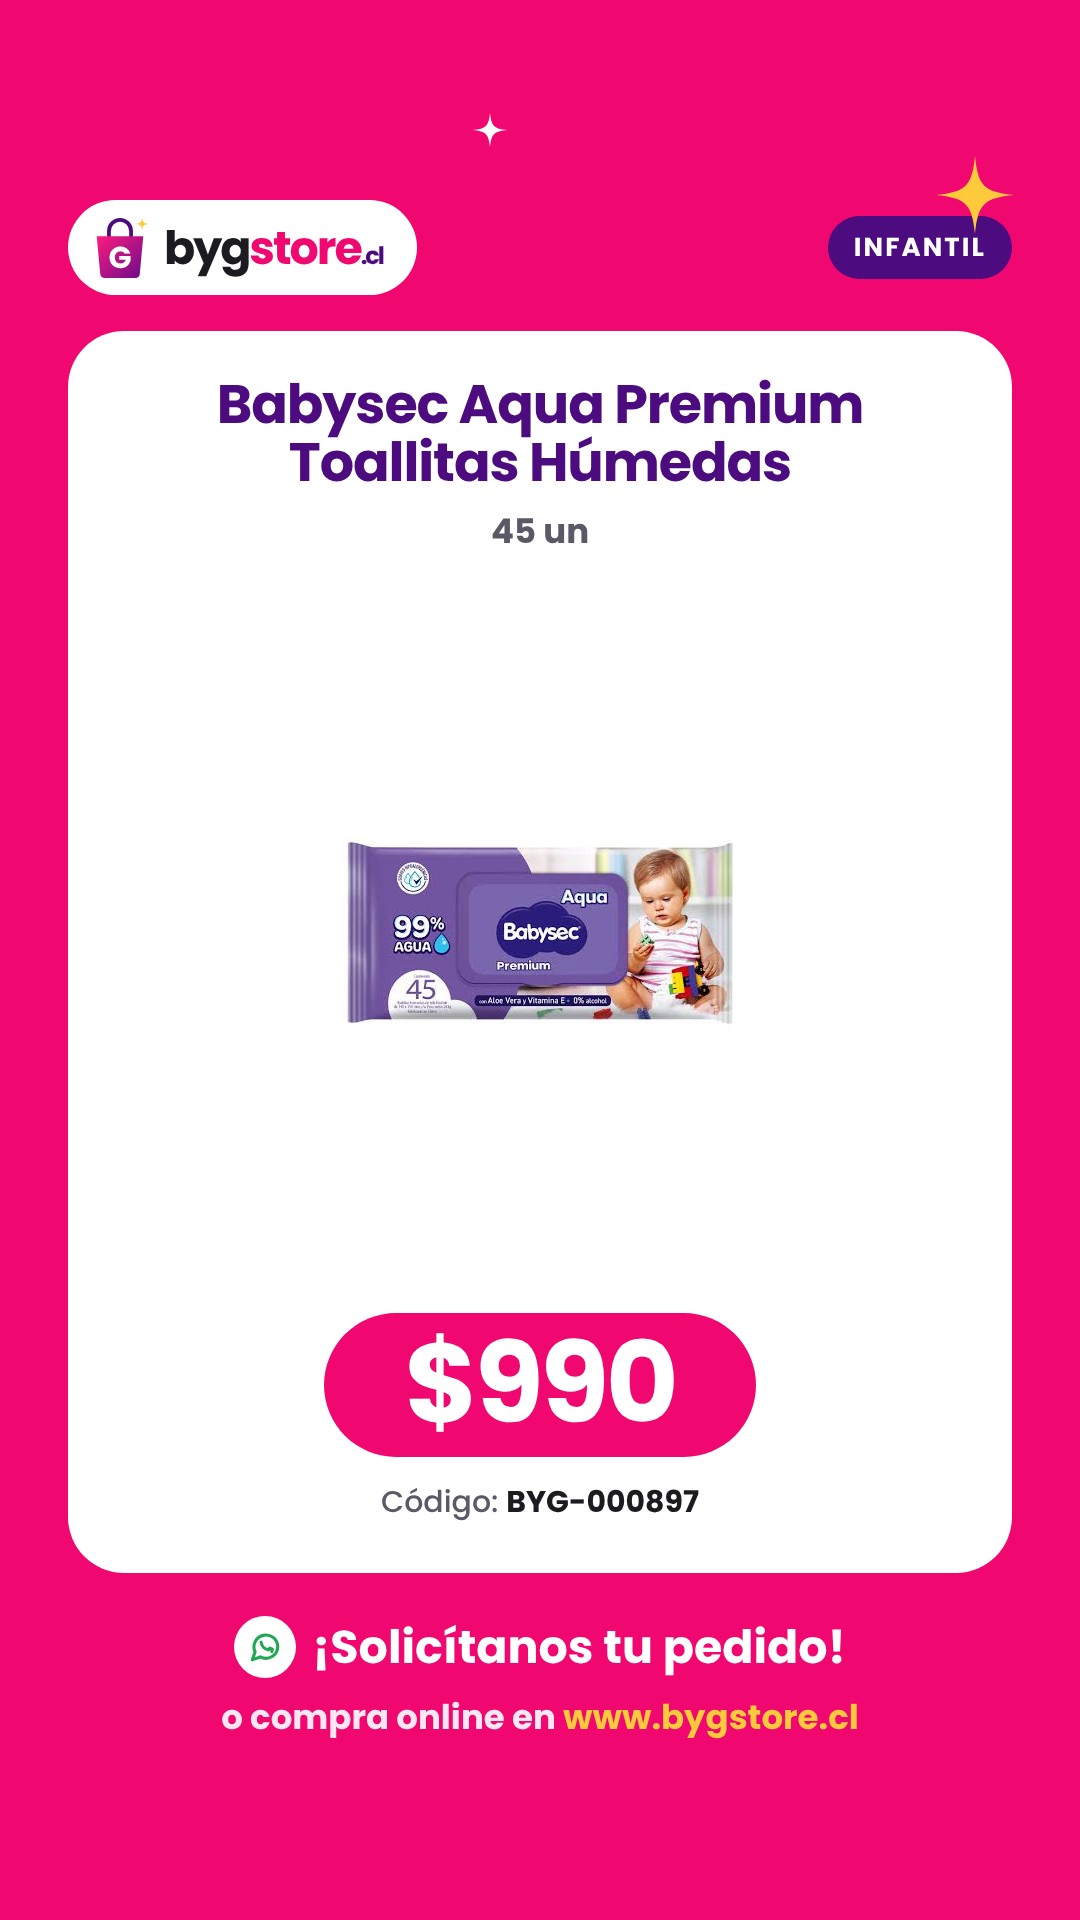 bygstore.cl
INFANTIL
Babysec Aqua Premium
Toallitas Húmedas
45 un
Aqua
99%
AGUA
Babysec
Premium
45
con Aloe Vera y Vitamina E · 0% alcohol
$990
Código: BYG-000897
¡Solicítanos tu pedido!
o compra online en www.bygstore.cl